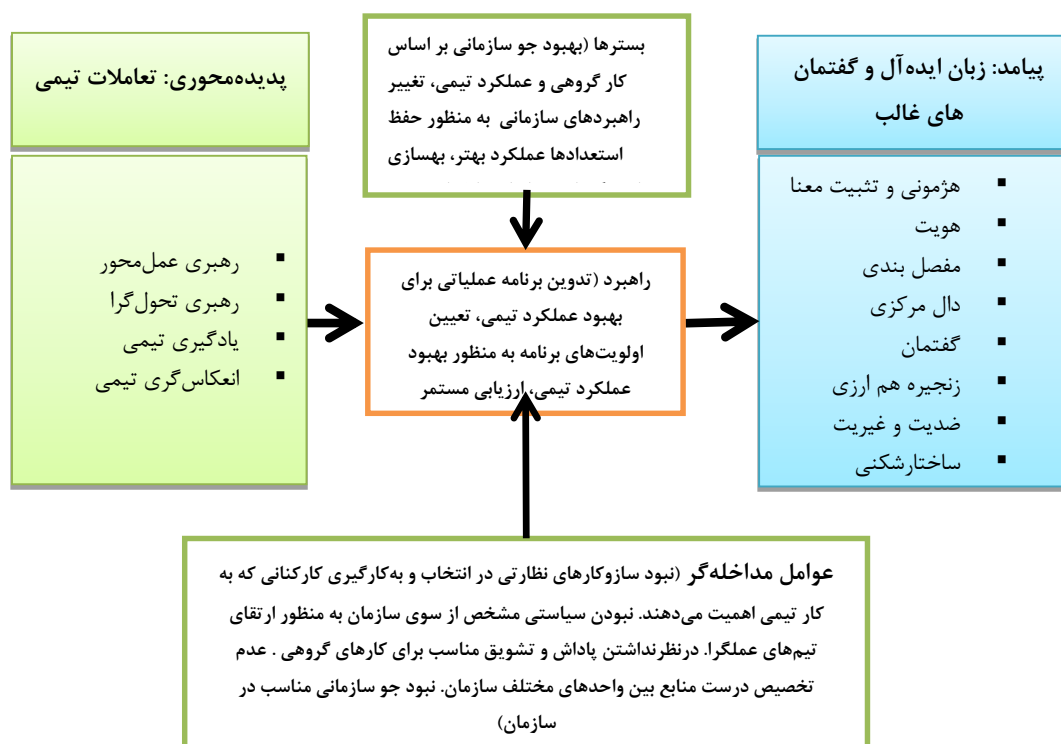 پدیده‌محوری: تعاملات تیمی
رهبری عمل‌محور
رهبری تحول‌گرا
یادگیری تیمی
انعکاس‌گری تیمی
بسترها (بهبود جو سازمانی بر اساس
کار گروهی و عملکرد تیمی، تغییر
راهبردهای سازمانی به منظور حفظ
استعدادها عملکرد بهتر، بهسازی
راهبرد (تدوین برنامه عملیاتی برای
بهبود عملکرد تیمی، تعیین
اولویت‌های برنامه به منظور بهبود
عملکرد تیمی، ارزیابی مستمر
پیامد: زبان ایده‌آل و گفتمان
های غالب
هژمونی و تثبیت معنا
هویت
مفصل بندی
دال مرکزی
گفتمان
زنجیره هم ارزی
ضدیت و غیریت
ساختارشکنی
عوامل مداخله‌گر (نبود سازوکارهای نظارتی در انتخاب و به‌کارگیری کارکنانی که به
کار تیمی اهمیت می‌دهند. نبودن سیاستی مشخص از سوی سازمان به منظور ارتقای
تیم‌های عملگرا. درنظرنداشتن پاداش و تشویق مناسب برای کارهای گروهی . عدم
تخصیص درست منابع بین واحدهای مختلف سازمان. نبود جو سازمانی مناسب در
سازمان)